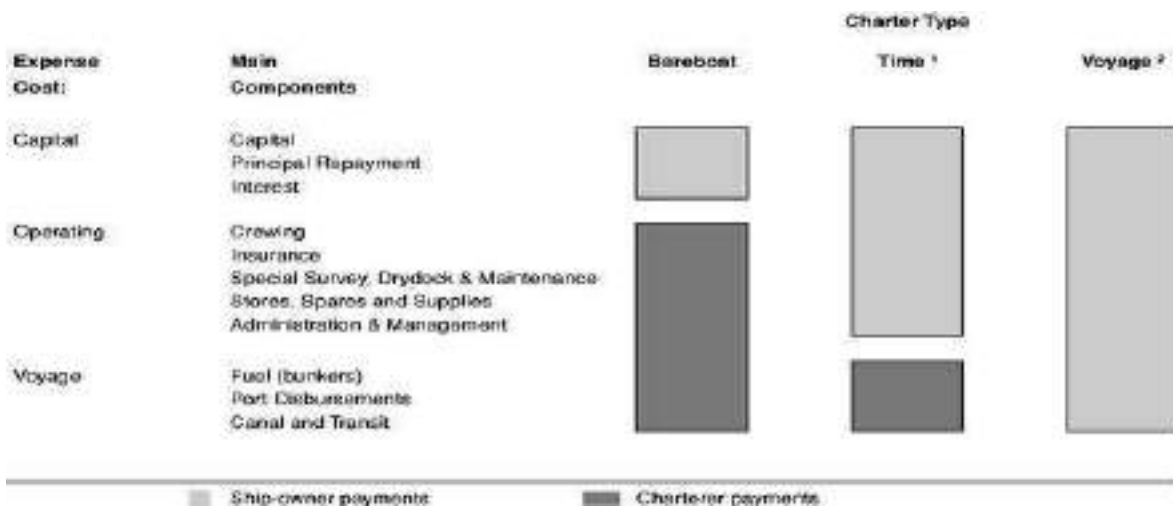 Charter Type
Expense Main Bareboat Time ¹ Voyage ²
Cost: Components
Capital Capital
Principal Repayment
Interest
Operating Crewing
Insurance
Special Survey, Drydock & Maintenance
Stores, Spares and Supplies
Administration & Management
Voyage Fuel (bunkers)
Port Disbursements
Canal and Transit
Ship-owner payments Charterer payments